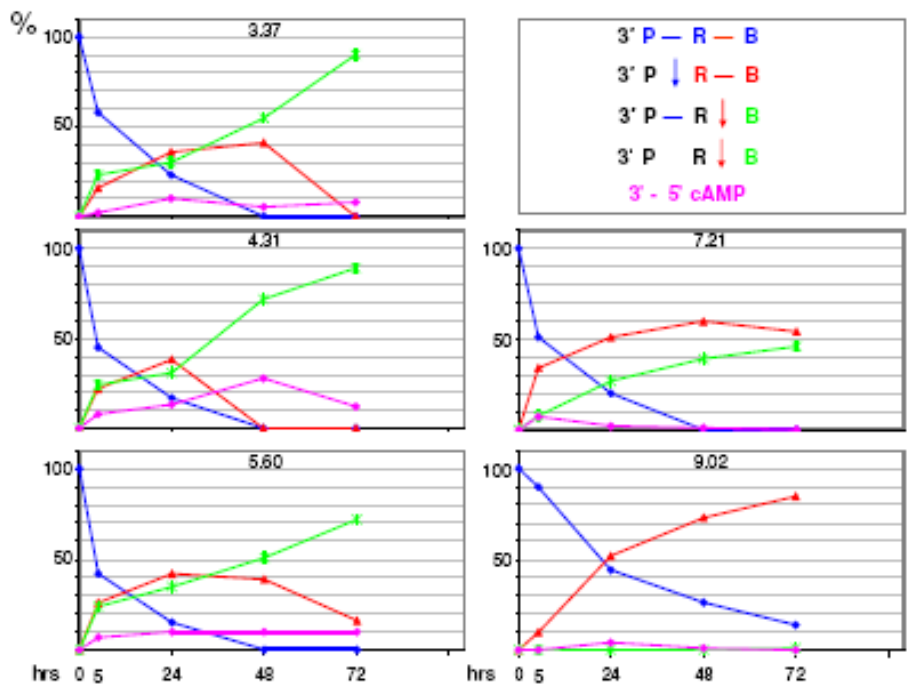 %
3.37
100
50
3' P — R — B
3' P ↓ R — B
3' P — R ↓ B
3' P R ↓ B
3' - 5' cAMP
4.31
100
50
7.21
100
50
5.60
100
50
hrs 0 5 24 48 72
9.02
100
50
hrs 0 5 24 48 72